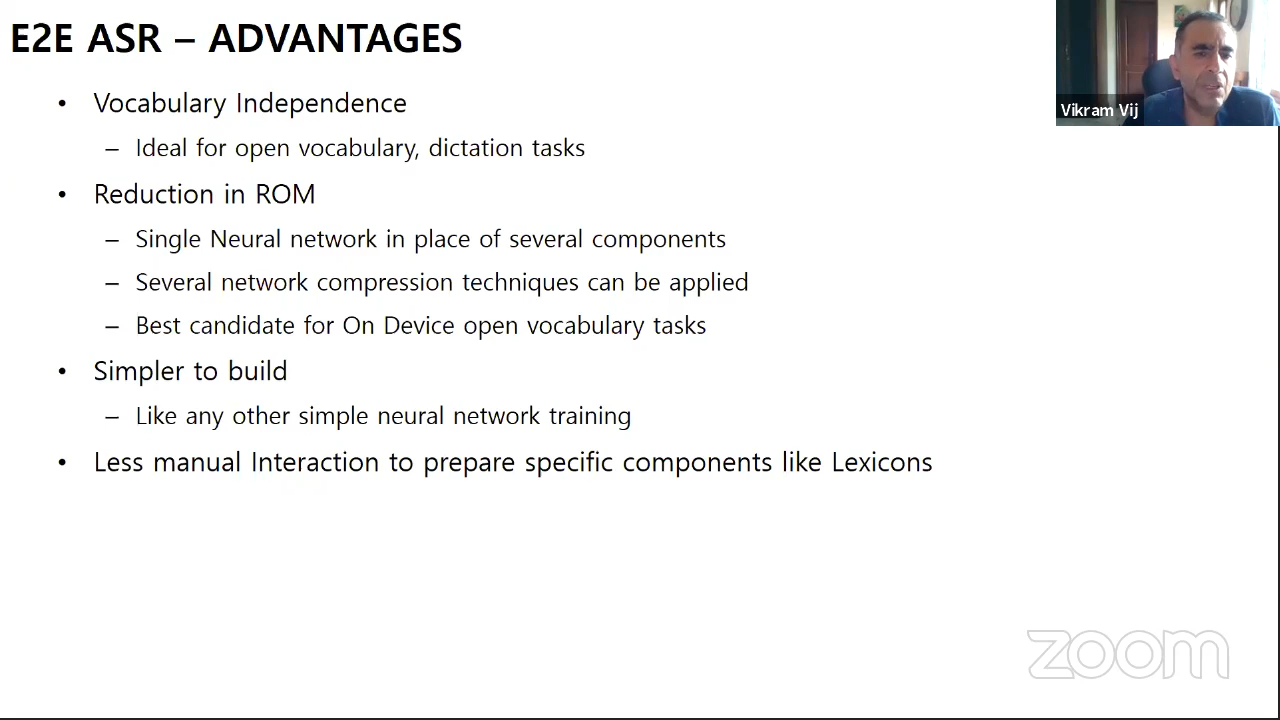 E2E ASR – ADVANTAGES
Vikram Vij
• Vocabulary Independence
– Ideal for open vocabulary, dictation tasks
• Reduction in ROM
– Single Neural network in place of several components
– Several network compression techniques can be applied
– Best candidate for On Device open vocabulary tasks
• Simpler to build
– Like any other simple neural network training
• Less manual Interaction to prepare specific components like Lexicons
zoom